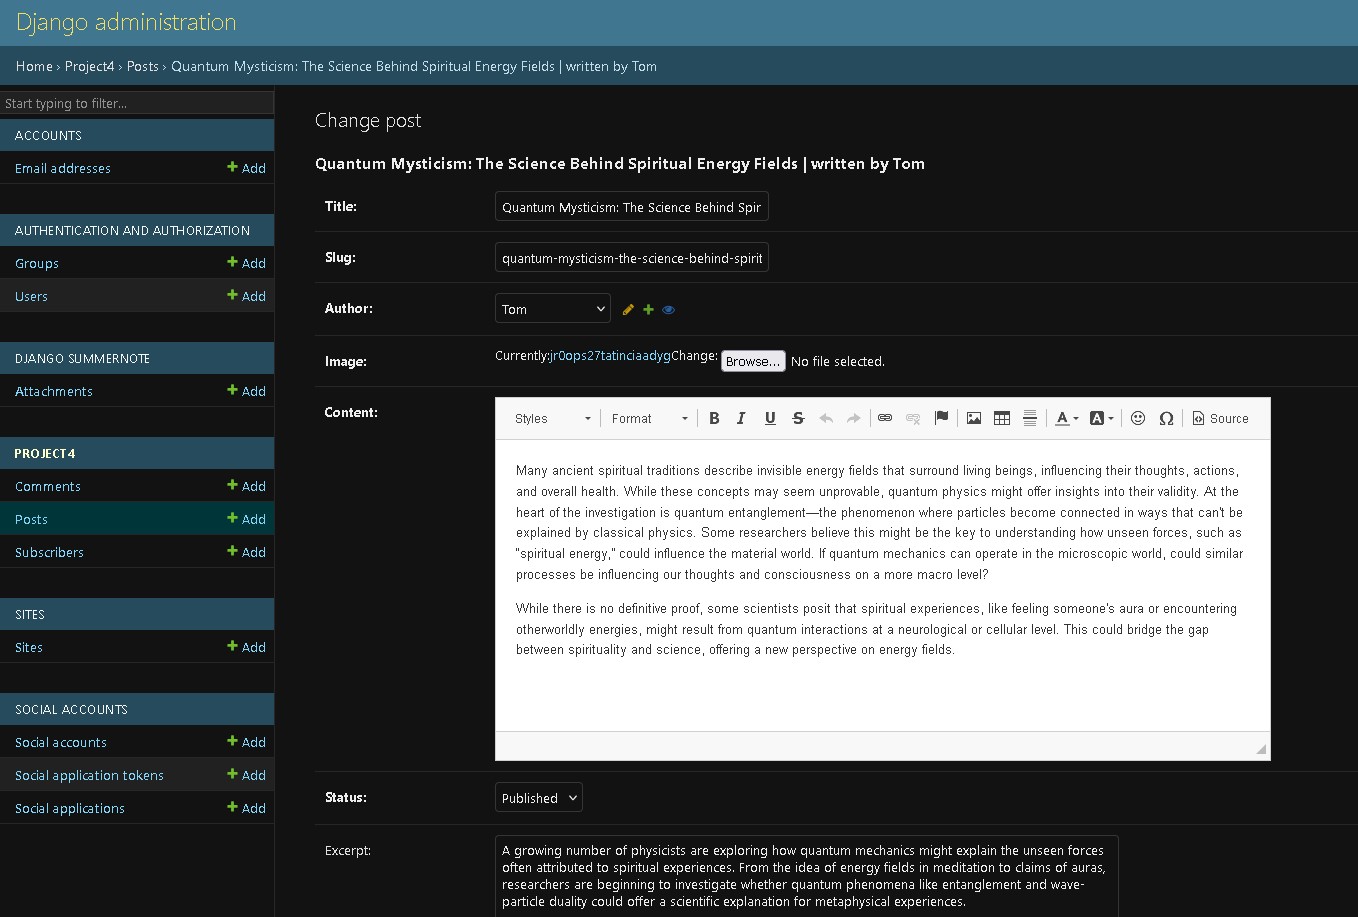 Django administration
Home › Project4 › Posts › Quantum Mysticism: The Science Behind Spiritual Energy Fields | written by Tom
Start typing to filter...
ACCOUNTS
Email addresses + Add
AUTHENTICATION AND AUTHORIZATION
Groups + Add
Users + Add
DJANGO SUMMERNOTE
Attachments + Add
PROJECT4
Comments + Add
Posts + Add
Subscribers + Add
SITES
Sites + Add
SOCIAL ACCOUNTS
Social accounts + Add
Social application tokens + Add
Social applications + Add
Change post
Quantum Mysticism: The Science Behind Spiritual Energy Fields | written by Tom
Title: Quantum Mysticism: The Science Behind Spir
Slug: quantum-mysticism-the-science-behind-spirit
Author: Tom
Image: Currently:jr0ops27tatinciaadygChange: Browse... No file selected.
Content:
Styles Format B I U S A A Ω Source
Many ancient spiritual traditions describe invisible energy fields that surround living beings, influencing their thoughts, actions,
and overall health. While these concepts may seem unprovable, quantum physics might offer insights into their validity. At the
heart of the investigation is quantum entanglement—the phenomenon where particles become connected in ways that can't be
explained by classical physics. Some researchers believe this might be the key to understanding how unseen forces, such as
"spiritual energy," could influence the material world. If quantum mechanics can operate in the microscopic world, could similar
processes be influencing our thoughts and consciousness on a more macro level?
While there is no definitive proof, some scientists posit that spiritual experiences, like feeling someone's aura or encountering
otherworldly energies, might result from quantum interactions at a neurological or cellular level. This could bridge the gap
between spirituality and science, offering a new perspective on energy fields.
Status: Published
Excerpt:
A growing number of physicists are exploring how quantum mechanics might explain the unseen forces
often attributed to spiritual experiences. From the idea of energy fields in meditation to claims of auras,
researchers are beginning to investigate whether quantum phenomena like entanglement and wave-
particle duality could offer a scientific explanation for metaphysical experiences.